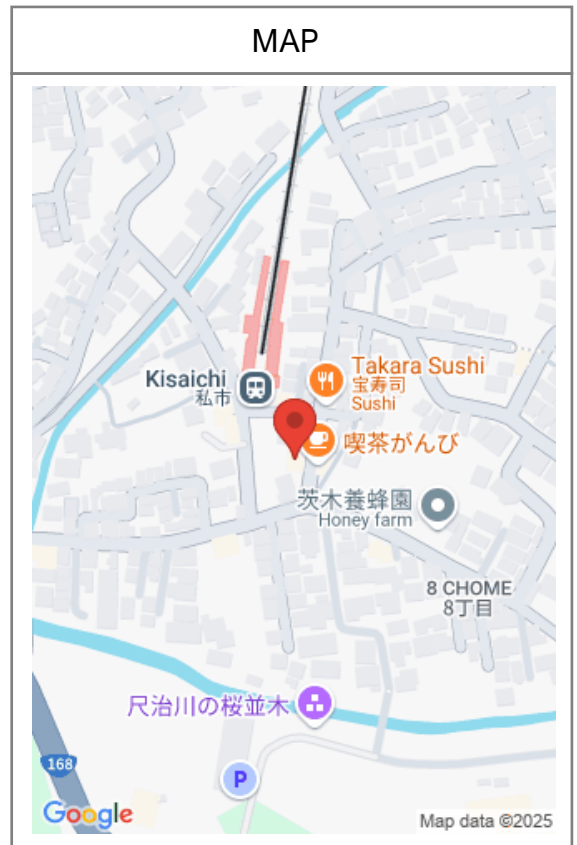 MAP
Takara Sushi
宝寿司
Sushi
Kisaichi
私市
喫茶がんび
茨木養蜂園
Honey farm
8 CHOME
8丁目
尺治川の桜並木
168
P
Google
Map data ©2025